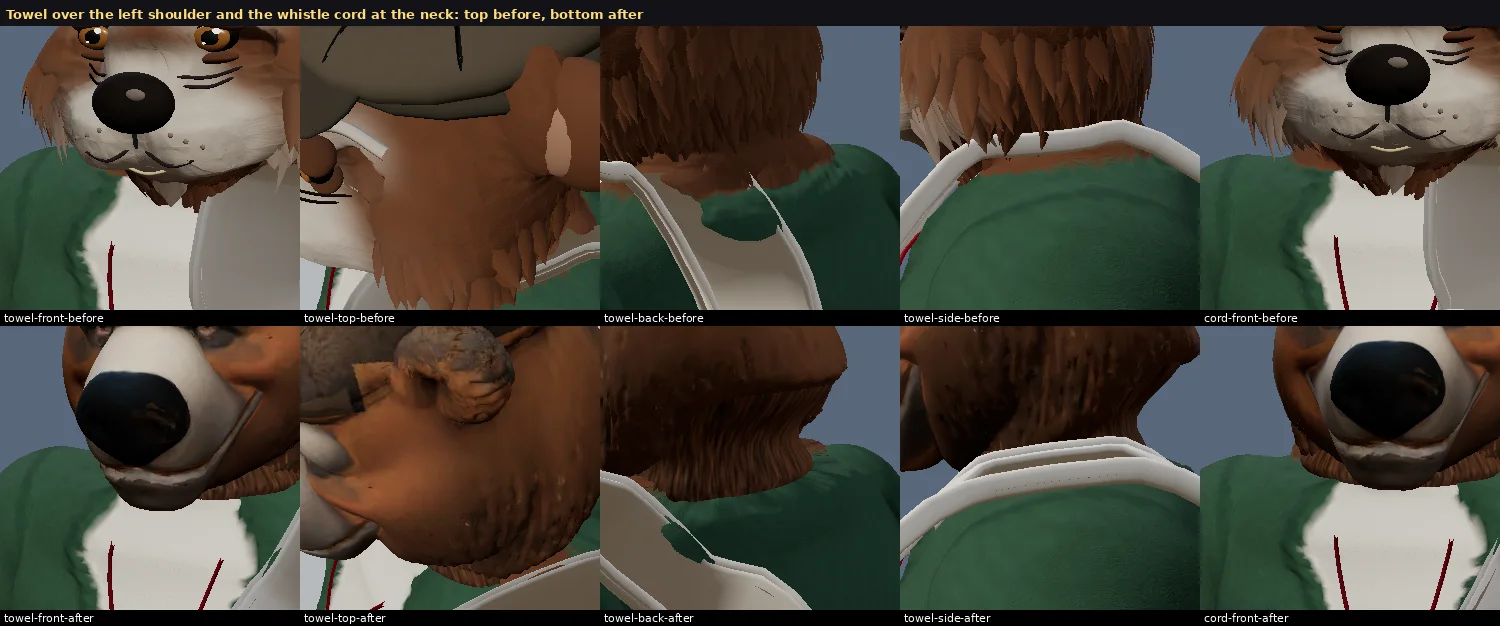 Towel over the left shoulder and the whistle cord at the neck: top before, bottom after
towel-front-before
towel-top-before
towel-back-before
towel-side-before
cord-front-before
towel-front-after
towel-top-after
towel-back-after
towel-side-after
cord-front-after